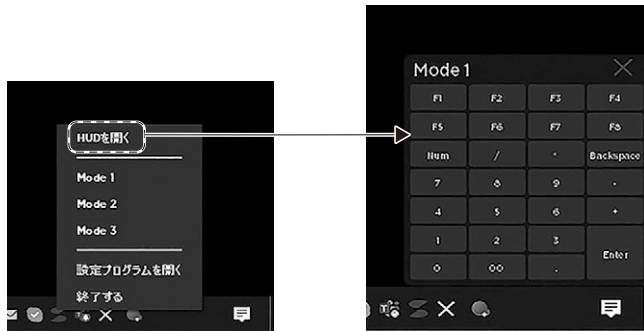 HUDを開く
Mode 1
Mode 2
Mode 3
設定プログラムを開く
終了する
Mode 1
F1 F2 F3 F4
F5 F6 F7 F8
Num / * Backspace
7 8 9 -
4 5 6 +
1 2 3
Enter
0 00 .